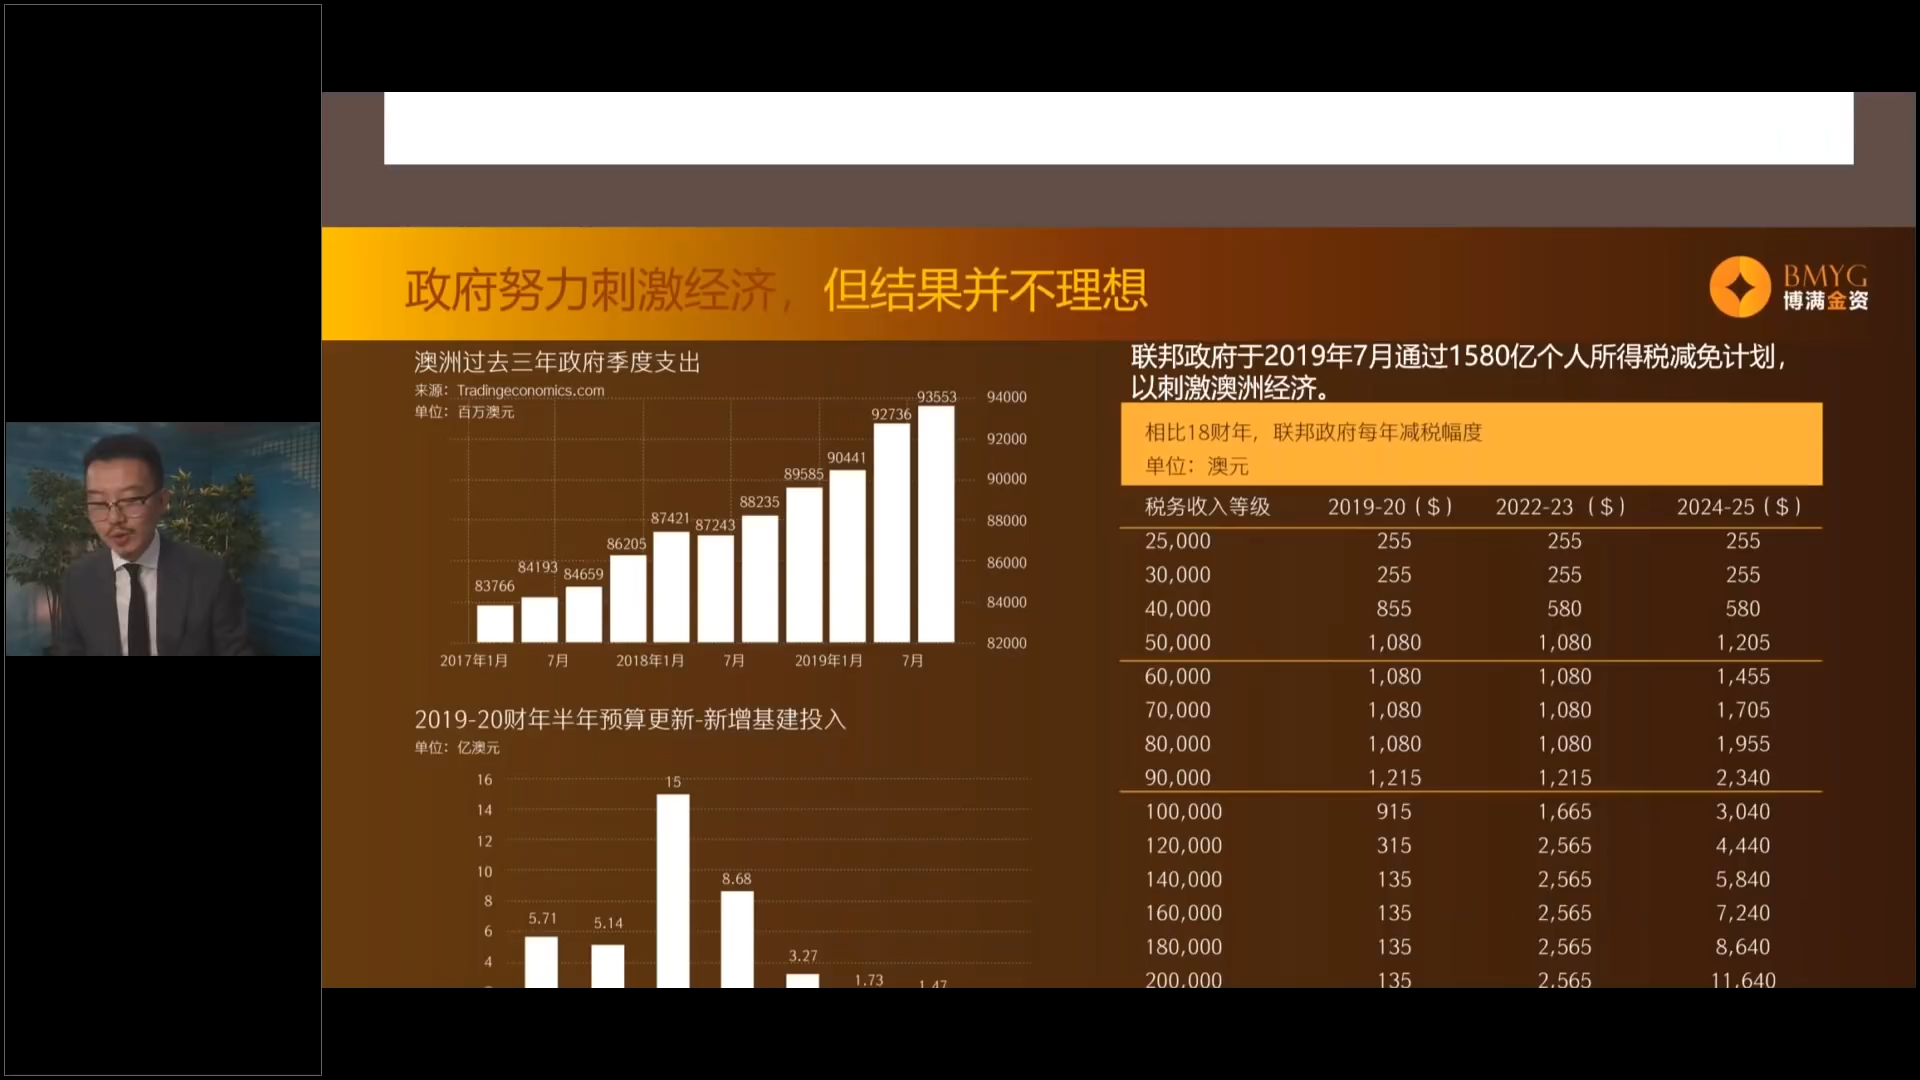 政府努力刺激经济，但结果并不理想
BMYG
博满金资
澳洲过去三年政府季度支出
来源：Tradingeconomics.com
单位：百万澳元
83766
84193
84659
86205
87421
87243
88235
89585
90441
92736
93553
94000
92000
90000
88000
86000
84000
82000
2017年1月 7月 2018年1月 7月 2019年1月 7月
2019-20财年半年预算更新-新增基建投入
单位：亿澳元
16
14
12
10
8
6
4
5.71
5.14
15
8.68
3.27
1.73
1.47
联邦政府于2019年7月通过1580亿个人所得税减免计划，
以刺激澳洲经济。
相比18财年，联邦政府每年减税幅度
单位：澳元
税务收入等级 2019-20（$） 2022-23（$） 2024-25（$）
25,000 255 255 255
30,000 255 255 255
40,000 855 580 580
50,000 1,080 1,080 1,205
60,000 1,080 1,080 1,455
70,000 1,080 1,080 1,705
80,000 1,080 1,080 1,955
90,000 1,215 1,215 2,340
100,000 915 1,665 3,040
120,000 315 2,565 4,440
140,000 135 2,565 5,840
160,000 135 2,565 7,240
180,000 135 2,565 8,640
200,000 135 2,565 11,640